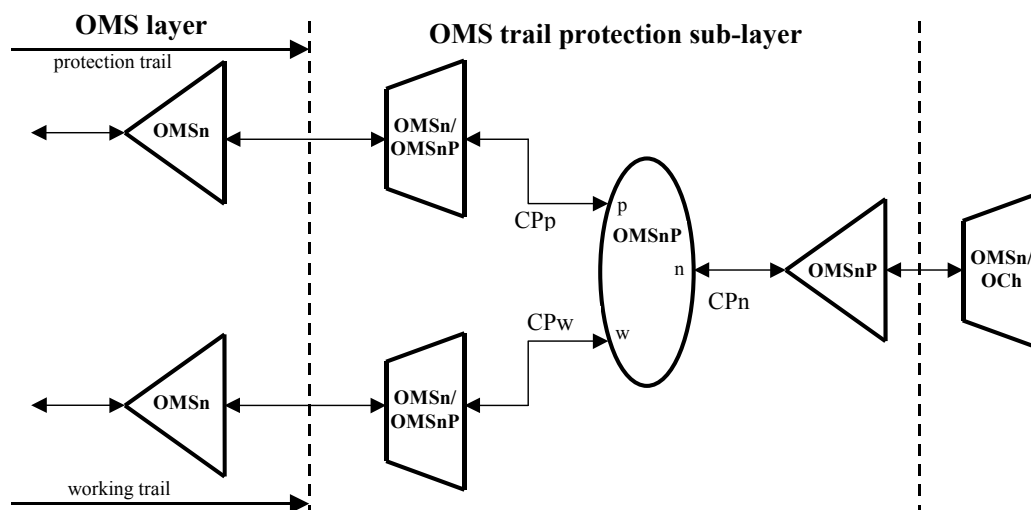 OMS layer
OMS trail protection sub-layer
protection trail
OMSn
OMSn/
OMSnP
CPp
p
OMSnP
n
w
CPn
OMSnP
OMSn/
OCh
CPw
OMSn
OMSn/
OMSnP
working trail